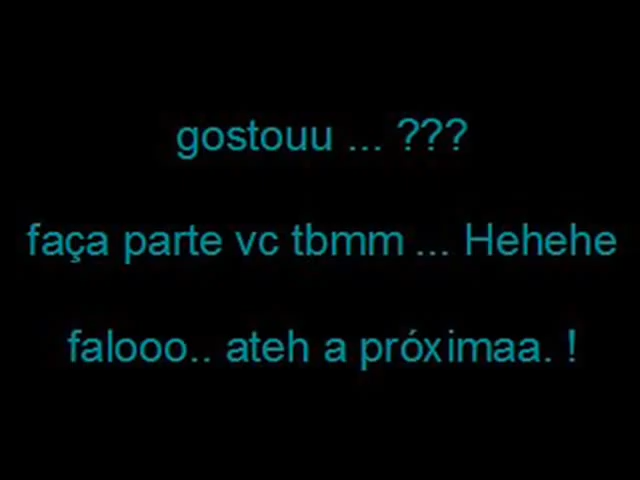 gostouu ... ???
faça parte vc tbmm ... Hehehe
falooo.. ateh a próximaa. !